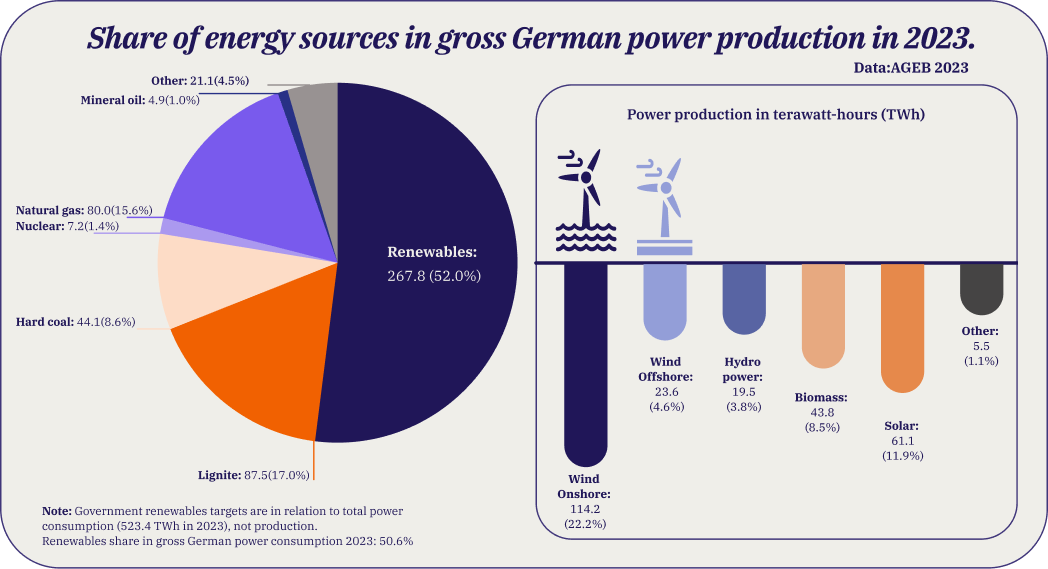 Share of energy sources in gross German power production in 2023.
Data:AGEB 2023
Other: 21.1(4.5%)
Mineral oil: 4.9(1.0%)
Natural gas: 80.0(15.6%)
Nuclear: 7.2(1.4%)
Hard coal: 44.1(8.6%)
Lignite: 87.5(17.0%)
Renewables:
267.8 (52.0%)
Note: Government renewables targets are in relation to total power
consumption (523.4 TWh in 2023), not production.
Renewables share in gross German power consumption 2023: 50.6%
Power production in terawatt-hours (TWh)
Wind
Onshore:
114.2
(22.2%)
Wind
Offshore:
23.6
(4.6%)
Hydro
power:
19.5
(3.8%)
Biomass:
43.8
(8.5%)
Solar:
61.1
(11.9%)
Other:
5.5
(1.1%)